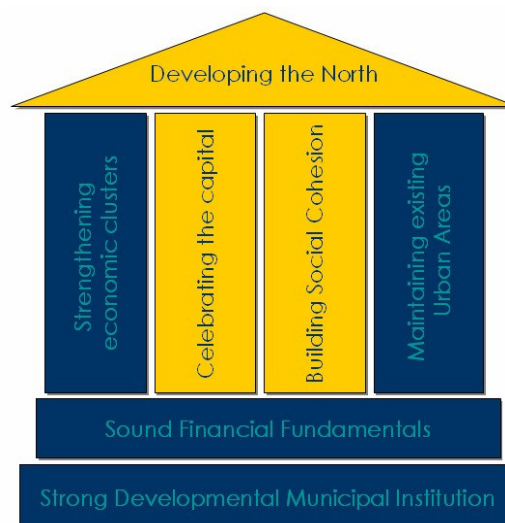 Developing the North
Strengthening
economic clusters
Celebrating the capital
Building Social Cohesion
Maintaining existing
Urban Areas
Sound Financial Fundamentals
Strong Developmental Municipal Institution